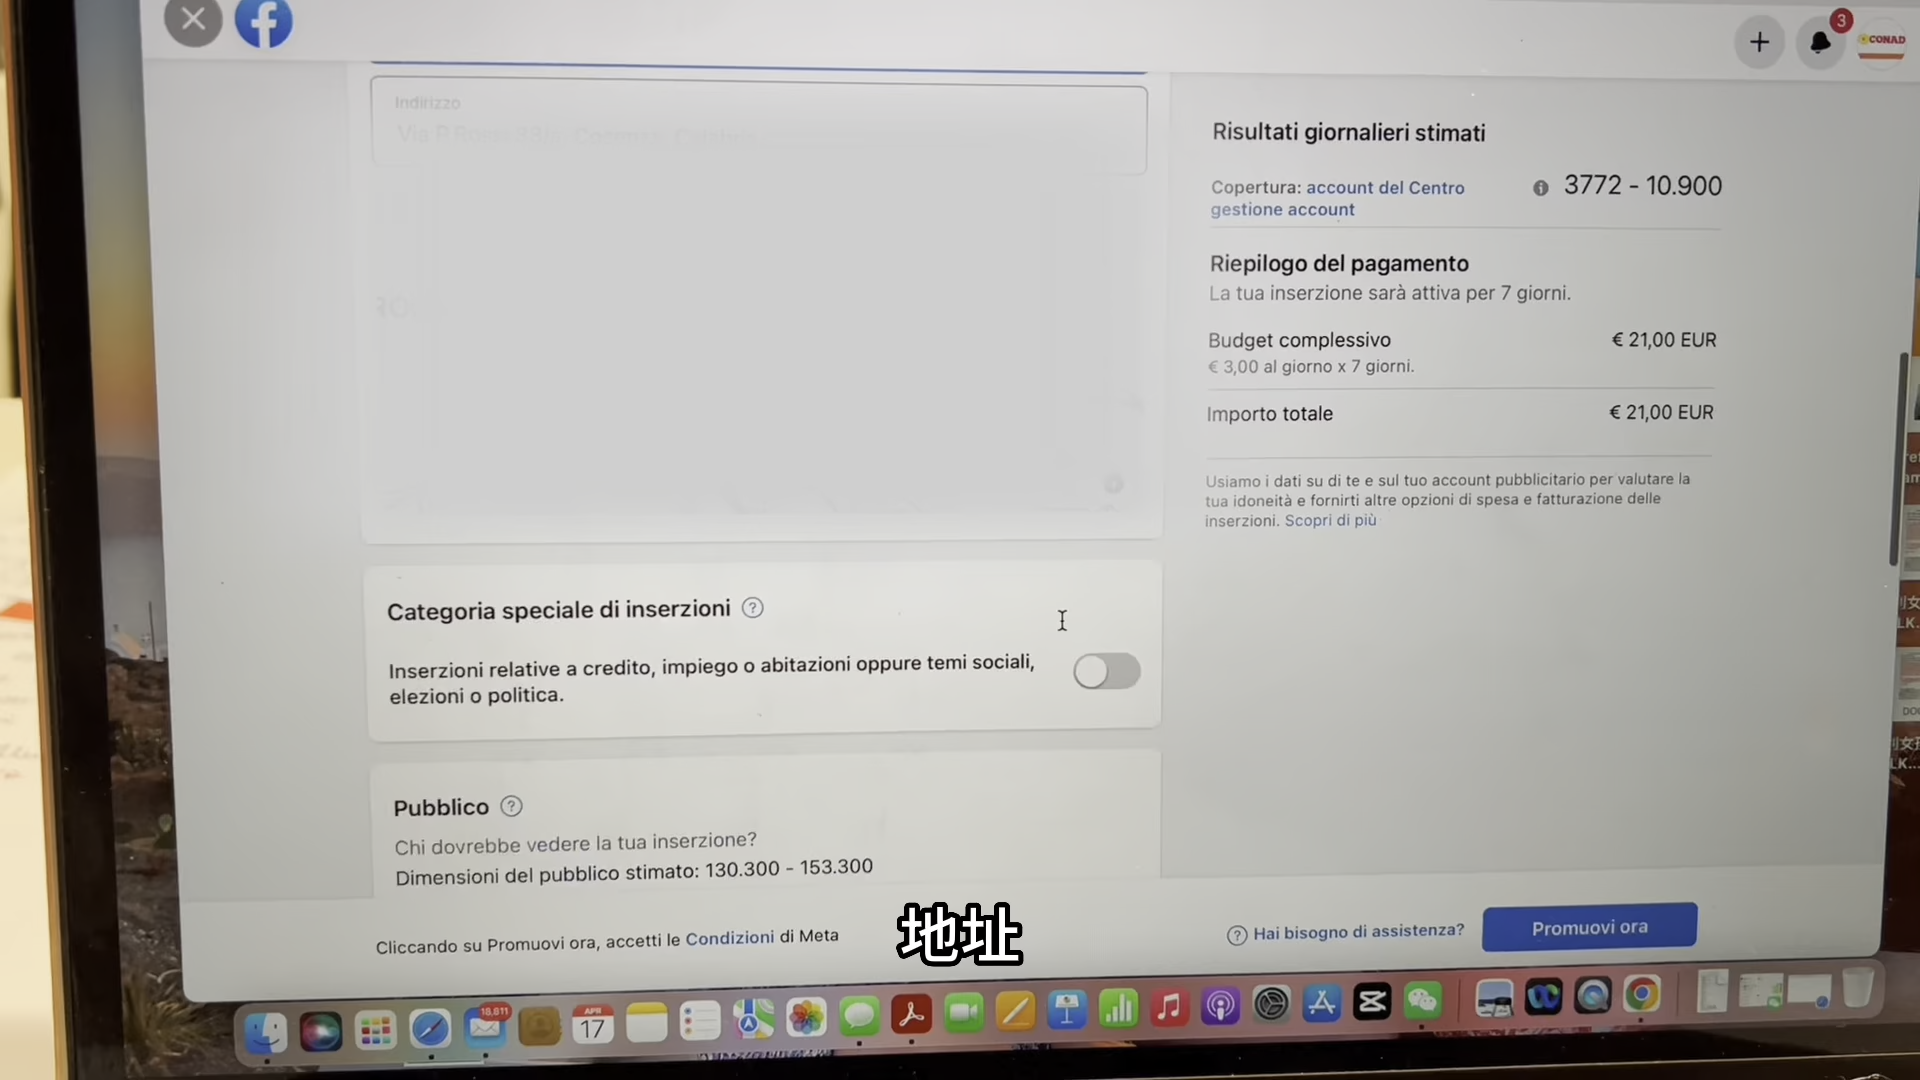 3
CONAD
Indirizzo
Risultati giornalieri stimati
Copertura: account del Centro gestione account
3772 - 10.900
Riepilogo del pagamento
La tua inserzione sarà attiva per 7 giorni.
Budget complessivo
€ 21,00 EUR
€ 3,00 al giorno x 7 giorni.
Importo totale
€ 21,00 EUR
Usiamo i dati su di te e sul tuo account pubblicitario per valutare la
tua idoneità e fornirti altre opzioni di spesa e fatturazione delle
inserzioni. Scopri di più
Categoria speciale di inserzioni
Inserzioni relative a credito, impiego o abitazioni oppure temi sociali,
elezioni o politica.
Pubblico
Chi dovrebbe vedere la tua inserzione?
Dimensioni del pubblico stimato: 130.300 - 153.300
Cliccando su Promuovi ora, accetti le Condizioni di Meta
地址
Hai bisogno di assistenza?
Promuovi ora
18,811
APR
17